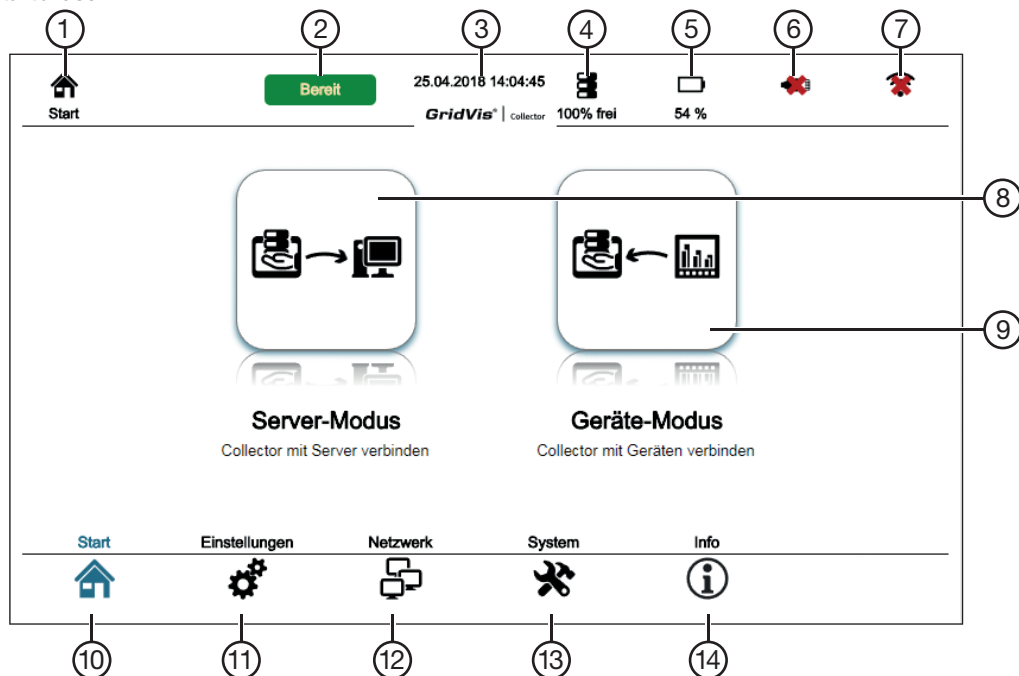 1 2 3 4 5 6 7
Start
Bereit
25.04.2018 14:04:45
GridVis® | Collector
100% frei
54 %
8
9
Server-Modus
Collector mit Server verbinden
Geräte-Modus
Collector mit Geräten verbinden
Start Einstellungen Netzwerk System Info
10 11 12 13 14